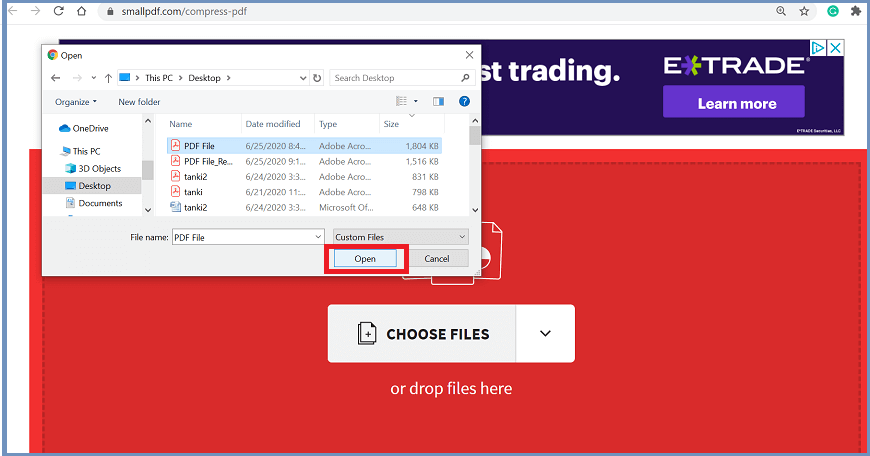 smallpdf.com/compress-pdf
Open
This PC Desktop
Search Desktop
Organize
New folder
Name Date modified Type Size
OneDrive
This PC
3D Objects
Desktop
Documents
PDF File 6/25/2020 8:4... Adobe Acro... 1,804 KB
PDF File_Re... 6/25/2020 9:1... Adobe Acro... 1,516 KB
tanki2 6/24/2020 3:3... Adobe Acro... 831 KB
tanki 6/21/2020 11:... Adobe Acro... 798 KB
tanki2 6/24/2020 3:3... Microsoft Of... 648 KB
File name: PDF File
Custom Files
Open
Cancel
st trading.
E*TRADE
Learn more
E*TRADE Securities, LLC
CHOOSE FILES
or drop files here